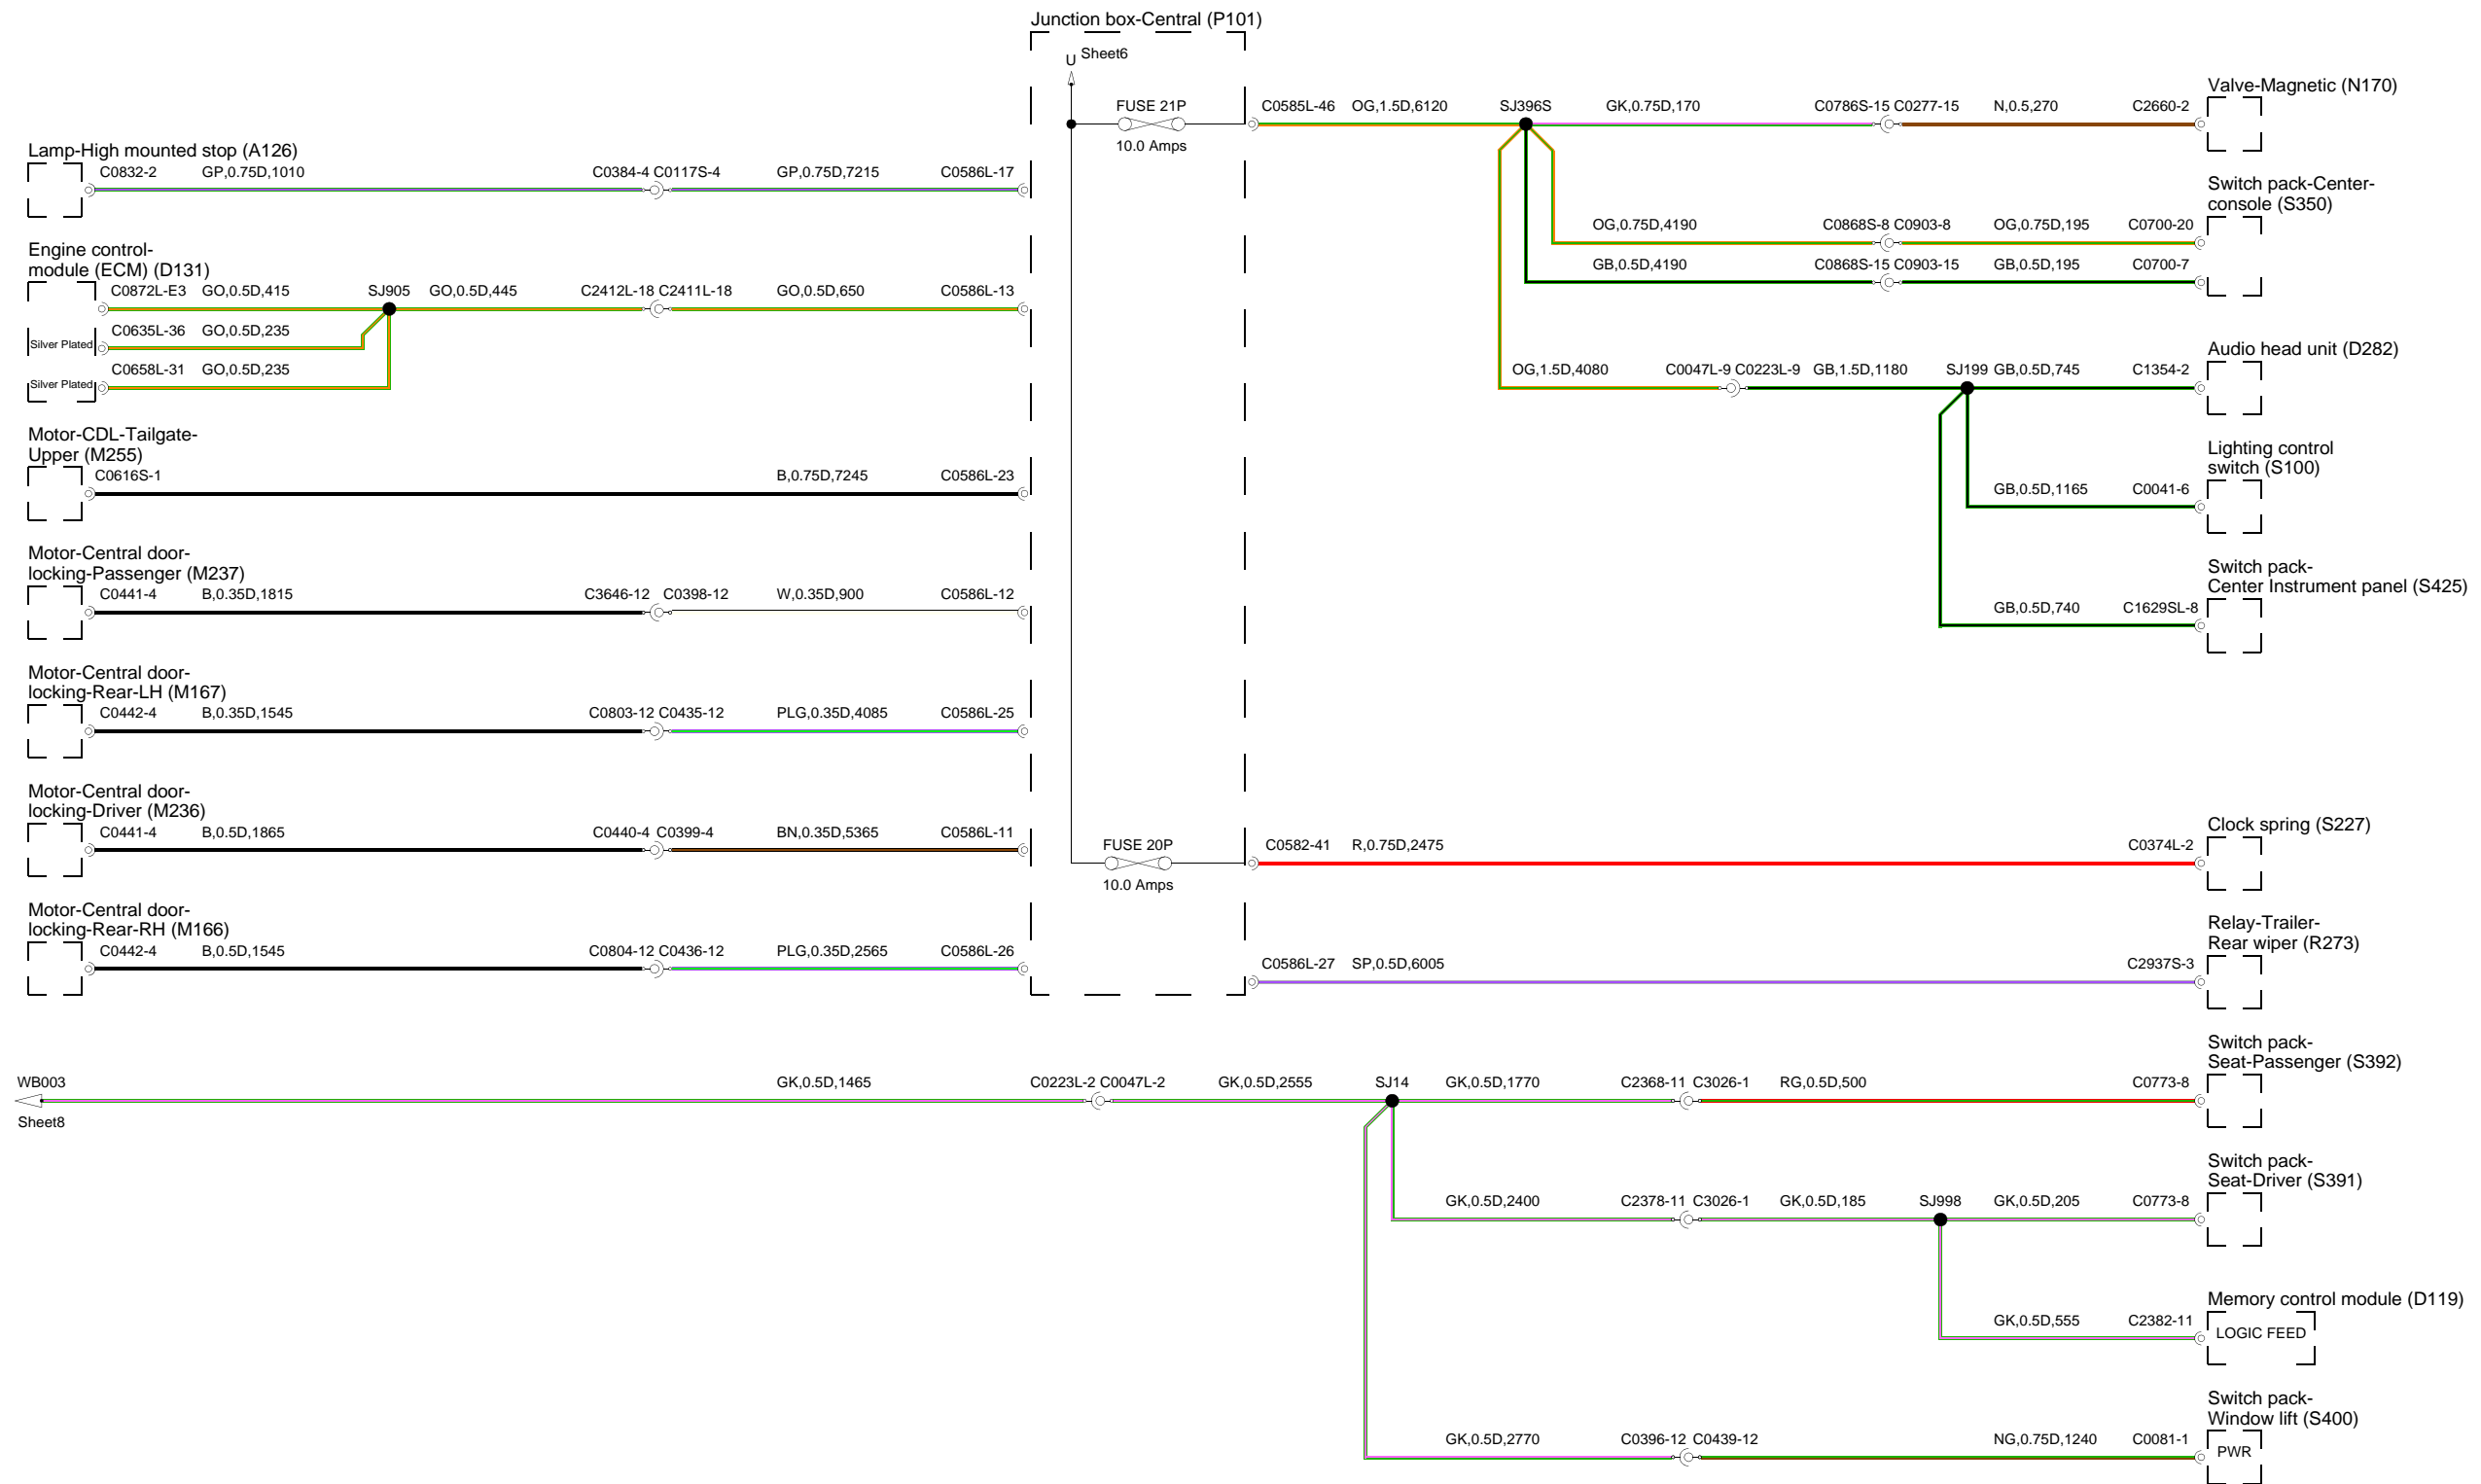 Junction box-Central (P101)
U Sheet6
FUSE 21P
10.0 Amps
FUSE 20P
10.0 Amps
Lamp-High mounted stop (A126)
C0832-2 GP,0.75D,1010 C0384-4 C0117S-4 GP,0.75D,7215 C0586L-17
Engine control-
module (ECM) (D131)
C0872L-E3 GO,0.5D,415 SJ905 GO,0.5D,445 C2412L-18 C2411L-18 GO,0.5D,650 C0586L-13
C0635L-36 GO,0.5D,235
Silver Plated
C0658L-31 GO,0.5D,235
Silver Plated
Motor-CDL-Tailgate-
Upper (M255)
C0616S-1 B,0.75D,7245 C0586L-23
Motor-Central door-
locking-Passenger (M237)
C0441-4 B,0.35D,1815 C3646-12 C0398-12 W,0.35D,900 C0586L-12
Motor-Central door-
locking-Rear-LH (M167)
C0442-4 B,0.35D,1545 C0803-12 C0435-12 PLG,0.35D,4085 C0586L-25
Motor-Central door-
locking-Driver (M236)
C0441-4 B,0.5D,1865 C0440-4 C0399-4 BN,0.35D,5365 C0586L-11
Motor-Central door-
locking-Rear-RH (M166)
C0442-4 B,0.5D,1545 C0804-12 C0436-12 PLG,0.35D,2565 C0586L-26
Valve-Magnetic (N170)
C0585L-46 OG,1.5D,6120 SJ396S GK,0.75D,170 C0786S-15 C0277-15 N,0.5,270 C2660-2
Switch pack-Center-
console (S350)
OG,0.75D,4190 C0868S-8 C0903-8 OG,0.75D,195 C0700-20
GB,0.5D,4190 C0868S-15 C0903-15 GB,0.5D,195 C0700-7
Audio head unit (D282)
OG,1.5D,4080 C0047L-9 C0223L-9 GB,1.5D,1180 SJ199 GB,0.5D,745 C1354-2
Lighting control
switch (S100)
GB,0.5D,1165 C0041-6
Switch pack-
Center Instrument panel (S425)
GB,0.5D,740 C1629SL-8
Clock spring (S227)
C0582-41 R,0.75D,2475 C0374L-2
Relay-Trailer-
Rear wiper (R273)
C0586L-27 SP,0.5D,6005 C2937S-3
Switch pack-
Seat-Passenger (S392)
WB003 GK,0.5D,1465 C0223L-2 C0047L-2 GK,0.5D,2555 SJ14 GK,0.5D,1770 C2368-11 C3026-1 RG,0.5D,500 C0773-8
Sheet8
Switch pack-
Seat-Driver (S391)
GK,0.5D,2400 C2378-11 C3026-1 GK,0.5D,185 SJ998 GK,0.5D,205 C0773-8
Memory control module (D119)
GK,0.5D,555 C2382-11
LOGIC FEED
Switch pack-
Window lift (S400)
GK,0.5D,2770 C0396-12 C0439-12 NG,0.75D,1240 C0081-1
PWR